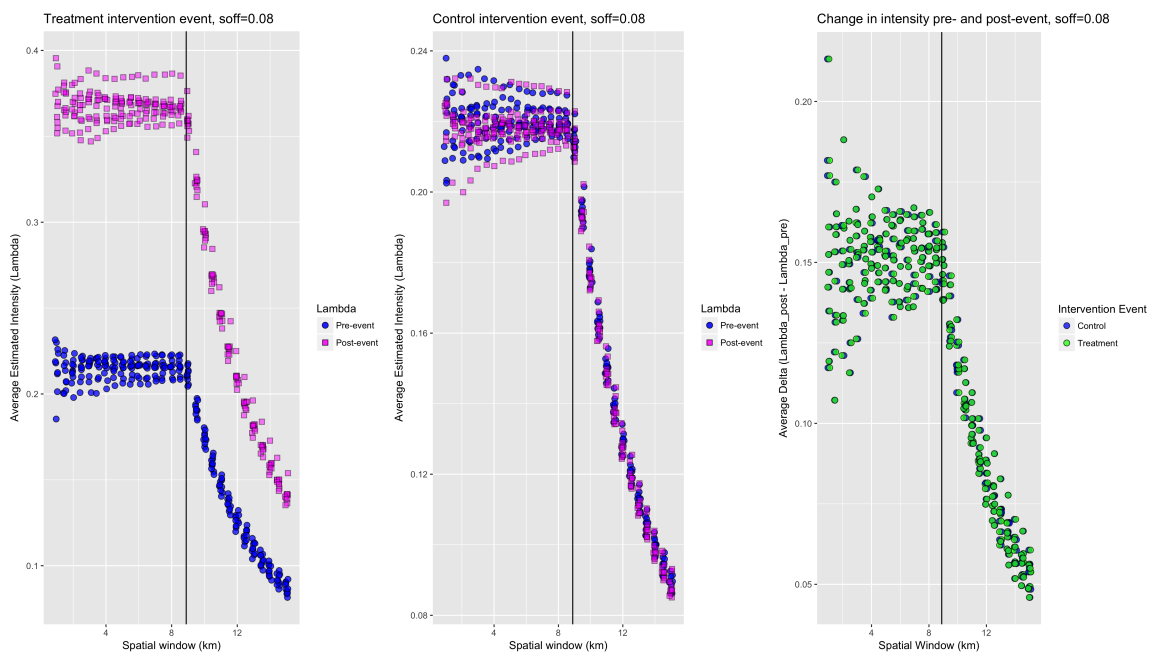 Treatment intervention event, soff=0.08
Average Estimated Intensity (Lambda)
0.4
0.3
0.2
0.1
4 8 12
Spatial window (km)
Lambda
Pre-event
Post-event
Control intervention event, soff=0.08
Average Estimated Intensity (Lambda)
0.24
0.20
0.16
0.12
0.08
4 8 12
Spatial window (km)
Lambda
Pre-event
Post-event
Change in intensity pre- and post-event, soff=0.08
Average Delta (Lambda_post - Lambda_pre)
0.20
0.15
0.10
0.05
4 8 12
Spatial Window (km)
Intervention Event
Control
Treatment